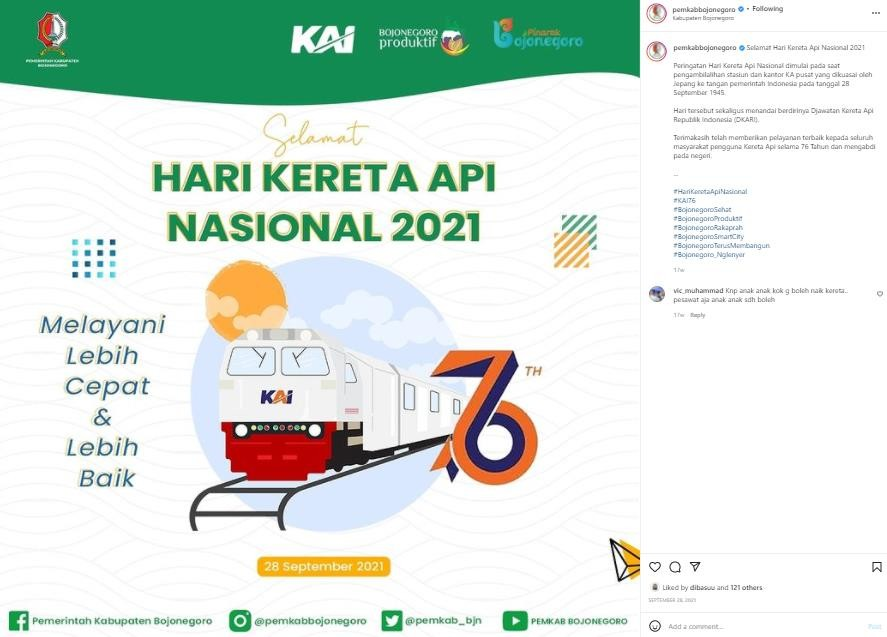 PEMERINTAH KABUPATEN
BOJONEGORO
KAI
BOJONEGORO
produktif
Pinarak
Bojonegoro
Selamat
HARI KERETA API
NASIONAL 2021
Melayani
Lebih
Cepat
&
Lebih
Baik
KAI
76 TH
28 September 2021
Pemerintah Kabupaten Bojonegoro
@pemkabbojonegoro
@pemkab_bjn
PEMKAB BOJONEGORO
pemkabbojonegoro • Following
Kabupaten Bojonegoro
pemkabbojonegoro Selamat Hari Kereta Api Nasional 2021
Peringatan Hari Kereta Api Nasional dimulai pada saat
pengambilalihan stasiun dan kantor KA pusat yang dikuasai oleh
Jepang ke tangan pemerintah Indonesia pada tanggal 28
September 1945.
Hari tersebut sekaligus menandai berdirinya Djawatan Kereta Api
Republik Indonesia (DKARI).
Terimakasih telah memberikan pelayanan terbaik kepada seluruh
masyarakat pengguna Kereta Api selama 76 Tahun dan mengabdi
pada negeri.
...
#HariKeretaApiNasional
#KAI76
#BojonegoroSehat
#BojonegoroProduktif
#BojonegoroRakaprah
#BojonegoroSmartCity
#BojonegoroTerusMembangun
#Bojonegoro_Nglenyer
17w
vic_muhammad Knp anak anak kok g boleh naik kereta..
pesawat aja anak anak sdh boleh
17w Reply
Liked by dibasuu and 121 others
SEPTEMBER 28, 2021
Add a comment...
Post